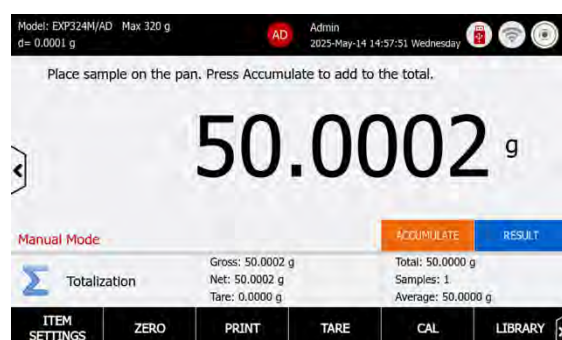 Model: EXP324M/AD Max 320 g
d= 0.0001 g
AD
Admin
2025-May-14 14:57:51 Wednesday
Place sample on the pan. Press Accumulate to add to the total.
50.0002 g
Manual Mode
ACCUMULATE
RESULT
Totalization
Gross: 50.0002 g
Net: 50.0002 g
Tare: 0.0000 g
Total: 50.0000 g
Samples: 1
Average: 50.0000 g
ITEM
SETTINGS
ZERO
PRINT
TARE
CAL
LIBRARY